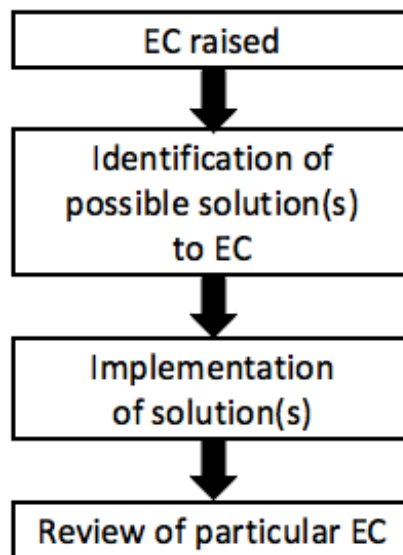 EC raised
Identification of
possible solution(s)
to EC
Implementation
of solution(s)
Review of particular EC